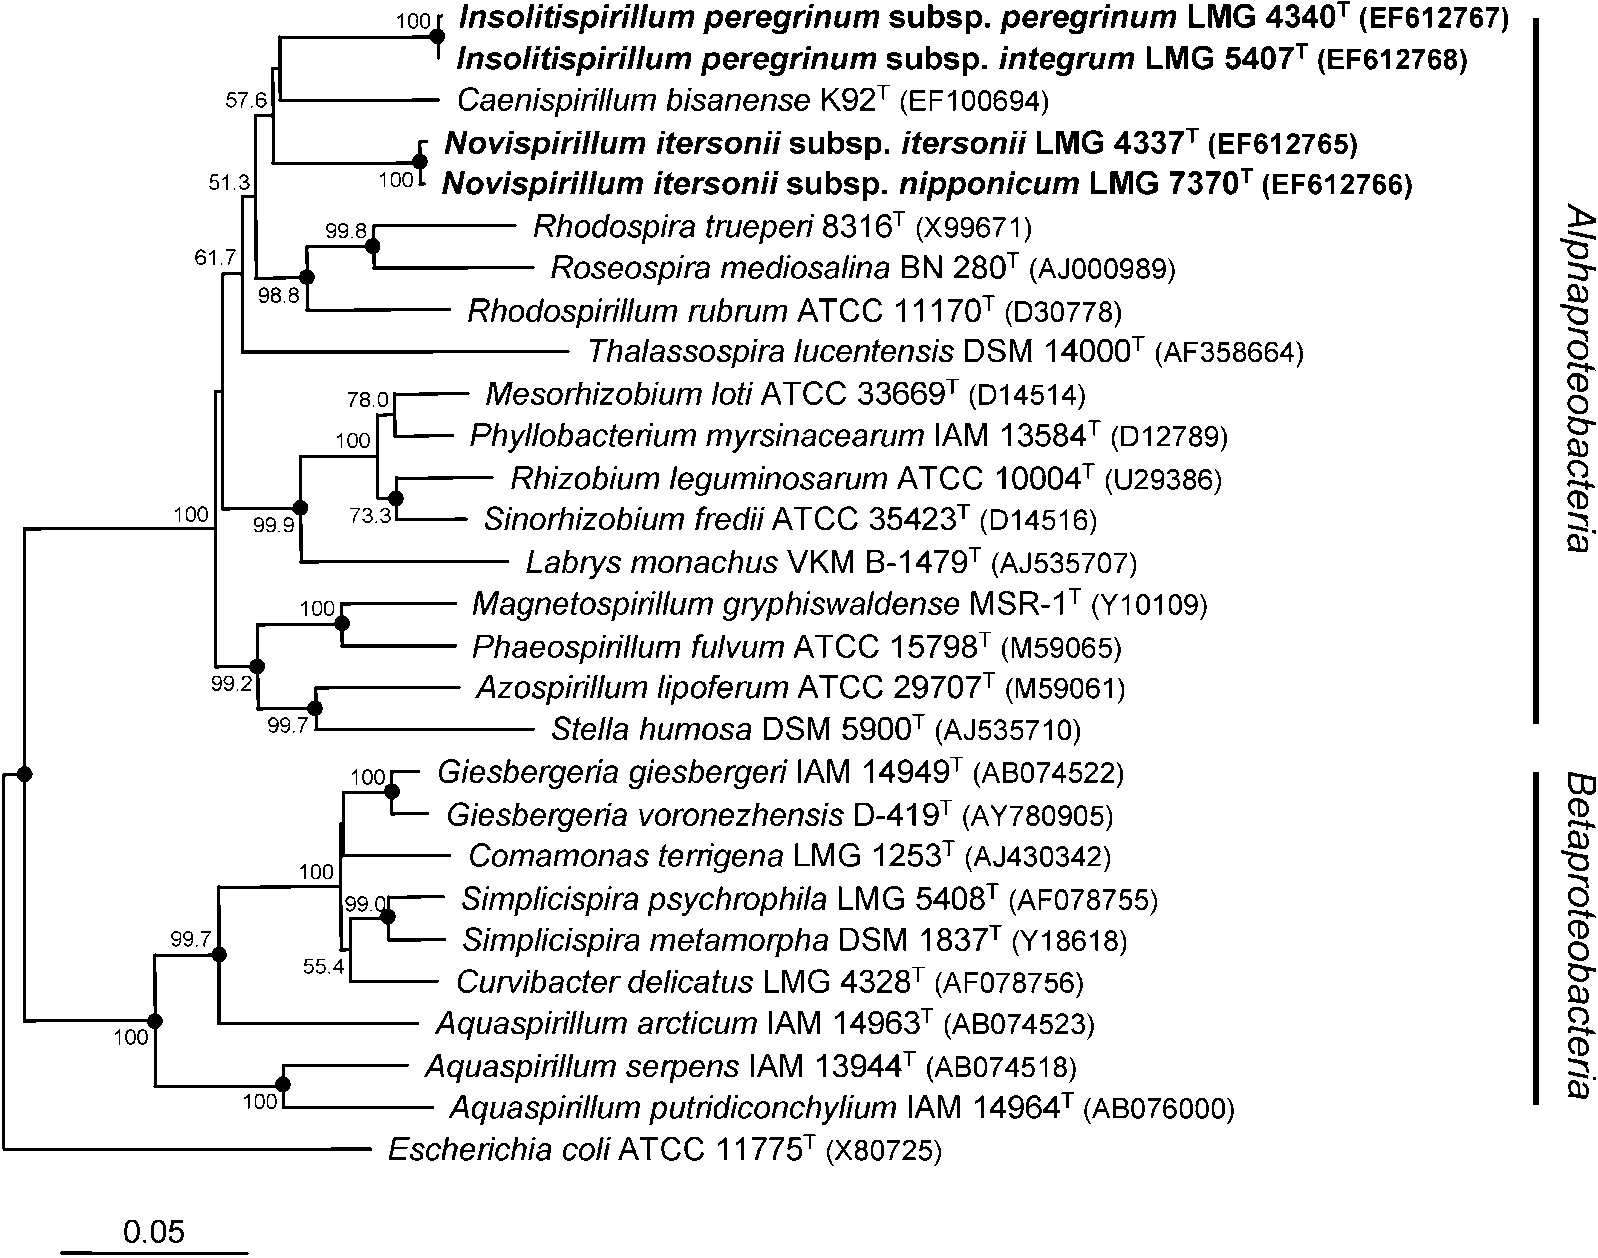 100
Insolitispirillum peregrinum subsp. peregrinum LMG 4340ᵀ (EF612767)
Insolitispirillum peregrinum subsp. integrum LMG 5407ᵀ (EF612768)
57.6
Caenispirillum bisanense K92ᵀ (EF100694)
Novispirillum itersonii subsp. itersonii LMG 4337ᵀ (EF612765)
51.3
100
Novispirillum itersonii subsp. nipponicum LMG 7370ᵀ (EF612766)
99.8
Rhodospira trueperi 8316ᵀ (X99671)
61.7
Roseospira mediosalina BN 280ᵀ (AJ000989)
98.8
Rhodospirillum rubrum ATCC 11170ᵀ (D30778)
Thalassospira lucentensis DSM 14000ᵀ (AF358664)
78.0
Mesorhizobium loti ATCC 33669ᵀ (D14514)
100
Phyllobacterium myrsinacearum IAM 13584ᵀ (D12789)
Rhizobium leguminosarum ATCC 10004ᵀ (U29386)
100
99.9
73.3
Sinorhizobium fredii ATCC 35423ᵀ (D14516)
Labrys monachus VKM B-1479ᵀ (AJ535707)
100
Magnetospirillum gryphiswaldense MSR-1ᵀ (Y10109)
Phaeospirillum fulvum ATCC 15798ᵀ (M59065)
99.2
Azospirillum lipoferum ATCC 29707ᵀ (M59061)
99.7
Stella humosa DSM 5900ᵀ (AJ535710)
Alphaproteobacteria
100
Giesbergeria giesbergeri IAM 14949ᵀ (AB074522)
Giesbergeria voronezhensis D-419ᵀ (AY780905)
100
Comamonas terrigena LMG 1253ᵀ (AJ430342)
99.0
Simplicispira psychrophila LMG 5408ᵀ (AF078755)
99.7
Simplicispira metamorpha DSM 1837ᵀ (Y18618)
55.4
Curvibacter delicatus LMG 4328ᵀ (AF078756)
100
Aquaspirillum arcticum IAM 14963ᵀ (AB074523)
Aquaspirillum serpens IAM 13944ᵀ (AB074518)
100
Aquaspirillum putridiconchylium IAM 14964ᵀ (AB076000)
Betaproteobacteria
Escherichia coli ATCC 11775ᵀ (X80725)
0.05